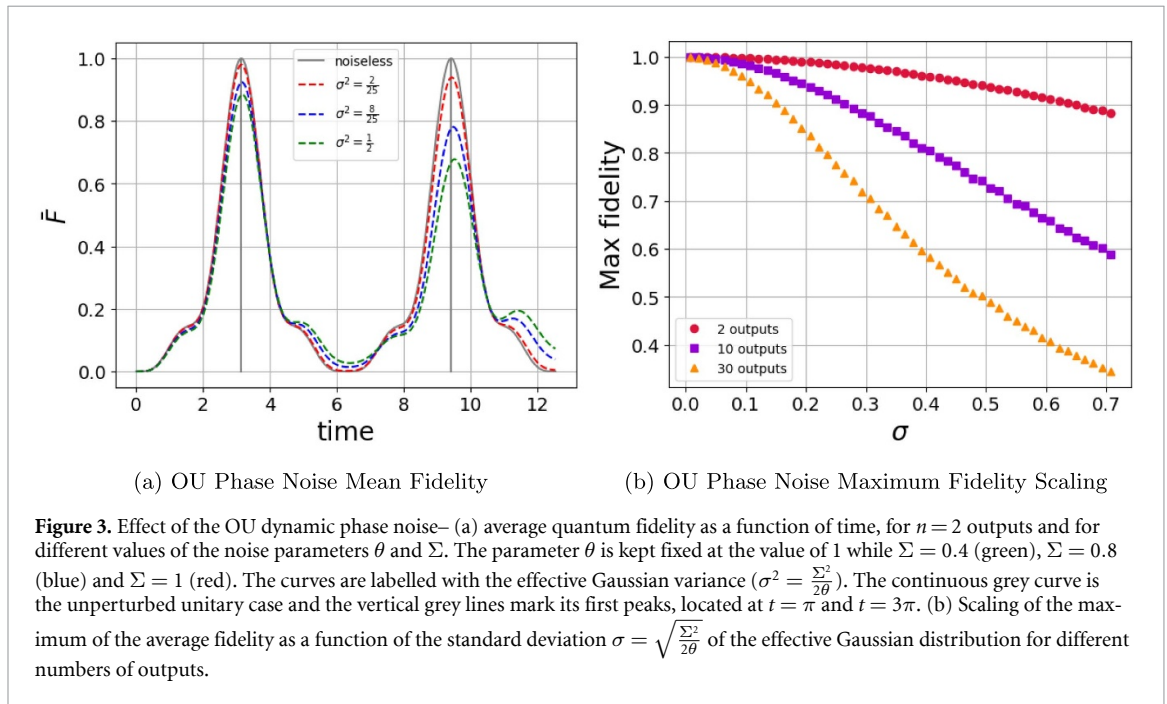 1.0
0.8
0.6
0.4
0.2
0.0
F̄
0 2 4 6 8 10 12
time
noiseless
σ² = 2/25
σ² = 8/25
σ² = 1/2
1.0
0.9
0.8
0.7
0.6
0.5
0.4
Max fidelity
0.0 0.1 0.2 0.3 0.4 0.5 0.6 0.7
σ
2 outputs
10 outputs
30 outputs
(a) OU Phase Noise Mean Fidelity
(b) OU Phase Noise Maximum Fidelity Scaling
Figure 3. Effect of the OU dynamic phase noise– (a) average quantum fidelity as a function of time, for n = 2 outputs and for
different values of the noise parameters θ and Σ. The parameter θ is kept fixed at the value of 1 while Σ = 0.4 (green), Σ = 0.8
(blue) and Σ = 1 (red). The curves are labelled with the effective Gaussian variance (σ² = Σ²/2θ). The continuous grey curve is
the unperturbed unitary case and the vertical grey lines mark its first peaks, located at t = π and t = 3π. (b) Scaling of the max-
imum of the average fidelity as a function of the standard deviation σ = √(Σ²/2θ) of the effective Gaussian distribution for different
numbers of outputs.